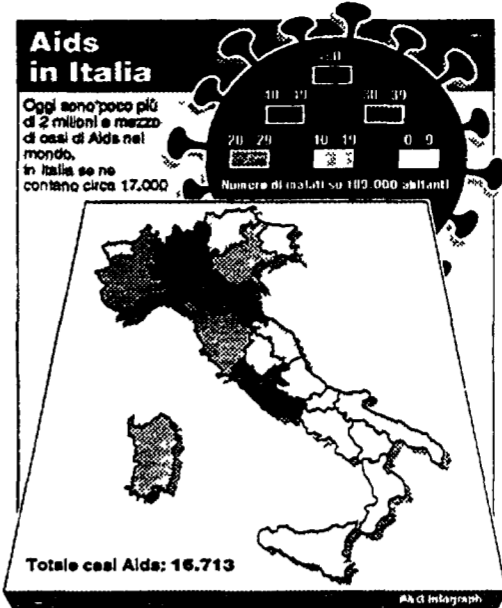 Aids
in Italia
Oggi sono poco più
di 2 milioni e mezzo
di casi di Aids nel
mondo,
in Italia se ne
contano circa 17.000
30 39
20 29 10 19 0 9
Numero di malati su 100.000 abitanti
Totale casi Aids: 16.713
P&G Infograph